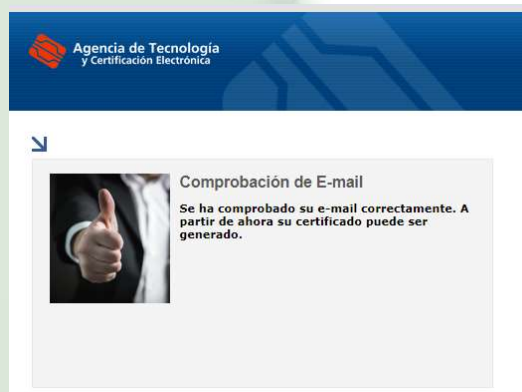 Agencia de Tecnología
y Certificación Electrónica
Comprobación de E-mail
Se ha comprobado su e-mail correctamente. A
partir de ahora su certificado puede ser
generado.